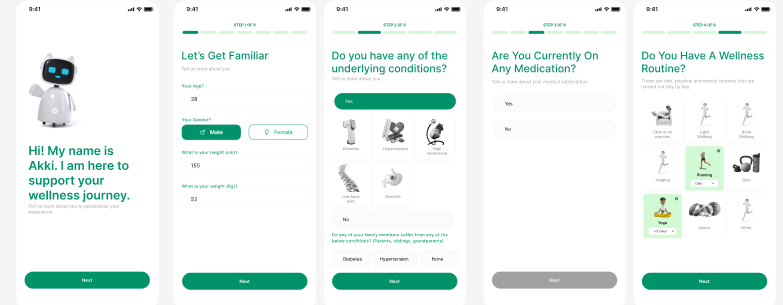 9:41
Hi! My name is
Akki. I am here to
support your
wellness journey.
Tell us more about you to personalize your
experience
Next
9:41
STEP 1 OF 6
Let's Get Familiar
Tell us more about you
Your Age?
28
Your Gender?
Male
Female
What is your height (cm)?
155
What is your weight (Kg)?
52
Next
9:41
STEP 2 OF 6
Do you have any of the
underlying conditions?
Tell us more about you
Yes
Diabetes
Hypertension
High
cholesterol
Low back
pain
Gastritis
No
Do any of your family members suffer from any of the
below conditions? (Parents, siblings, grandparents)
Diabetes
Hypertension
None
Next
9:41
STEP 3 OF 6
Are You Currently On
Any Medication?
Tell us more about your medical subscription
Yes
No
Next
9:41
STEP 4 OF 6
Do You Have A Wellness
Routine?
These are diet, physical and mental routines that are
carried out day by day.
Little or no
exercise
Light
Walking
Brisk
Walking
Jogging
Running
Gym
Yoga
1-3 Days
Sports
Other
Next